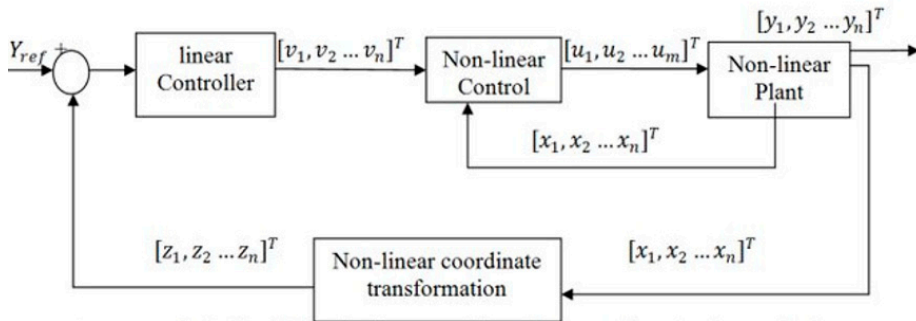 [y₁, y₂ … yₙ]ᵀ
Y_ref +
linear
Controller
[v₁, v₂ … vₙ]ᵀ
Non-linear
Control
[u₁, u₂ … uₘ]ᵀ
Non-linear
Plant
[x₁, x₂ … xₙ]ᵀ
[z₁, z₂ … zₙ]ᵀ
Non-linear coordinate
transformation
[x₁, x₂ … xₙ]ᵀ